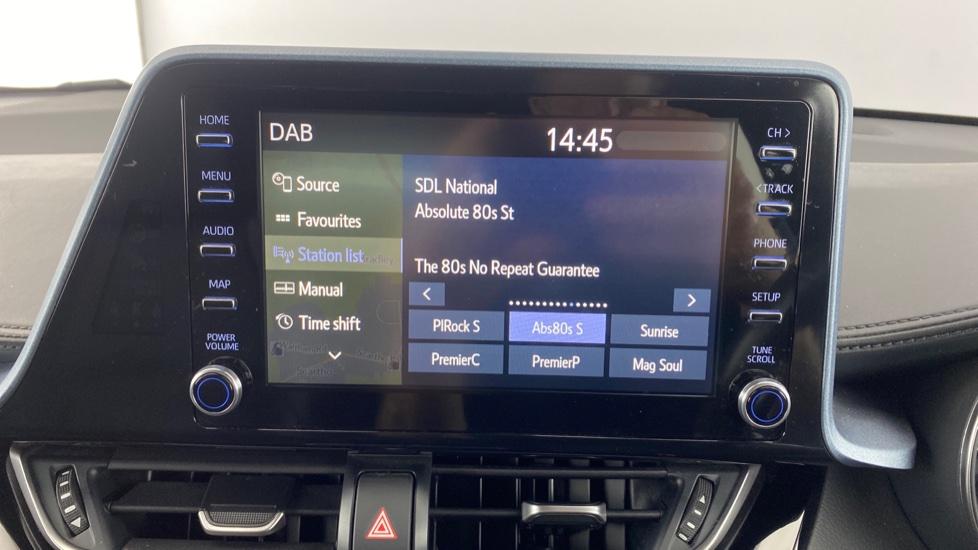 HOME
MENU
AUDIO
MAP
POWER
VOLUME
DAB
14:45
Source
Favourites
Station list
Manual
Time shift
SDL National
Absolute 80s St
The 80s No Repeat Guarantee
<
>
PlRock S
Abs80s S
Sunrise
PremierC
PremierP
Mag Soul
CH >
<TRACK
PHONE
SETUP
TUNE
SCROLL